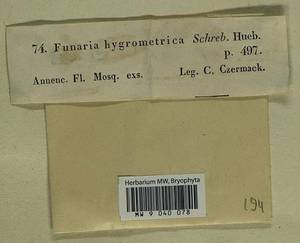 74. Funaria hygrometrica Schreb. Hueb.
p. 497.
Annenc. Fl. Mosq. exs.
Leg. C. Czermack.
Herbarium MW, Bryophyta
MW 9 040 078
194